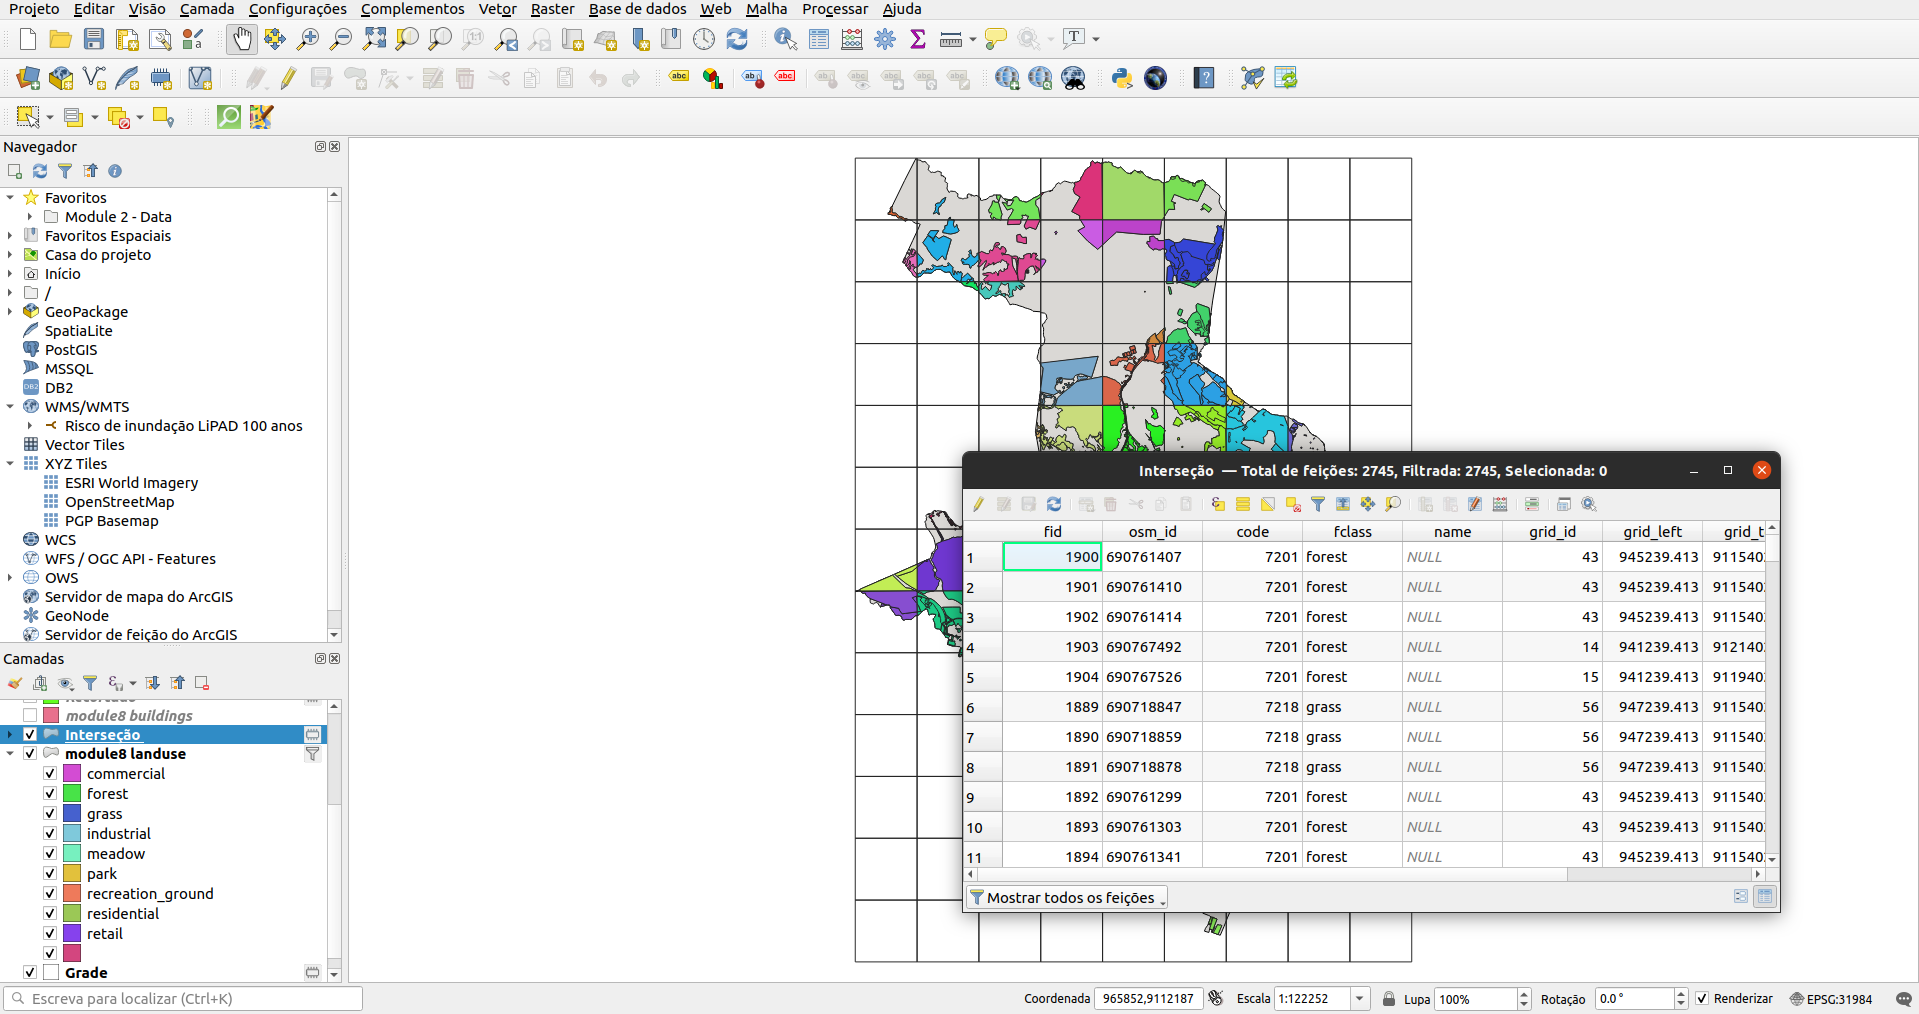 Projeto Editar Visão Camada Configurações Complementos Vetor Raster Base de dados Web Malha Processar Ajuda
Navegador
Favoritos
Module 2 - Data
Favoritos Espaciais
Casa do projeto
Início
/
GeoPackage
SpatiaLite
PostGIS
MSSQL
DB2
WMS/WMTS
Risco de inundação LiPAD 100 anos
Vector Tiles
XYZ Tiles
ESRI World Imagery
OpenStreetMap
PGP Basemap
WCS
WFS / OGC API - Features
OWS
Servidor de mapa do ArcGIS
GeoNode
Servidor de feição do ArcGIS
Camadas
module8 buildings
Interseção
module8 landuse
commercial
forest
grass
industrial
meadow
park
recreation_ground
residential
retail
Grade
Interseção — Total de feições: 2745, Filtrada: 2745, Selecionada: 0
fid osm_id code fclass name grid_id grid_left grid_t
1 1900 690761407 7201 forest NULL 43 945239.413 911540
2 1901 690761410 7201 forest NULL 43 945239.413 911540
3 1902 690761414 7201 forest NULL 43 945239.413 911540
4 1903 690767492 7201 forest NULL 14 941239.413 912140
5 1904 690767526 7201 forest NULL 15 941239.413 911940
6 1889 690718847 7218 grass NULL 56 947239.413 911540
7 1890 690718859 7218 grass NULL 56 947239.413 911540
8 1891 690718878 7218 grass NULL 56 947239.413 911540
9 1892 690761299 7201 forest NULL 43 945239.413 911540
10 1893 690761303 7201 forest NULL 43 945239.413 911540
11 1894 690761341 7201 forest NULL 43 945239.413 911540
Mostrar todos os feições
Escreva para localizar (Ctrl+K) Coordenada 965852,9112187 Escala 1:122252 Lupa 100% Rotação 0.0 ° Renderizar EPSG:31984